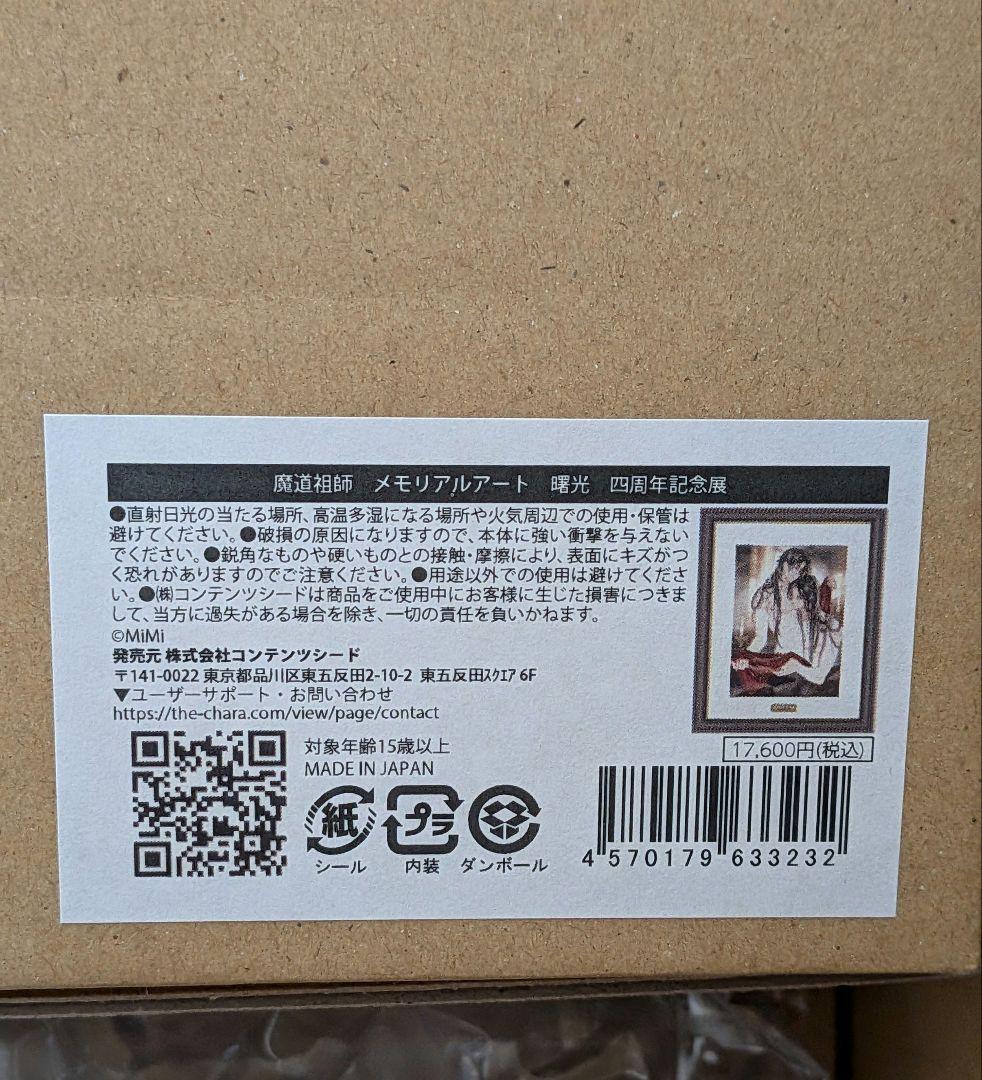 魔道祖師　メモリアルアート　曙光　四周年記念展
●直射日光の当たる場所、高温多湿になる場所や火気周辺での使用・保管は
避けてください。●破損の原因になりますので、本体に強い衝撃を与えない
でください。●鋭角なものや硬いものとの接触・摩擦により、表面にキズがつ
く恐れがありますのでご注意ください。●用途以外での使用は避けてくださ
い。●㈱コンテンツシードは商品をご使用中にお客様に生じた損害につきま
して、当方に過失がある場合を除き、一切の責任を負いかねます。
©MiMi
発売元 株式会社コンテンツシード
〒141-0022 東京都品川区東五反田2-10-2 東五反田ｽｸｴｱ 6F
▼ユーザーサポート・お問い合わせ
https://the-chara.com/view/page/contact
17,600円(税込)
対象年齢15歳以上
MADE IN JAPAN
紙 プラ
シール 内装 ダンボール
4 570179 633232